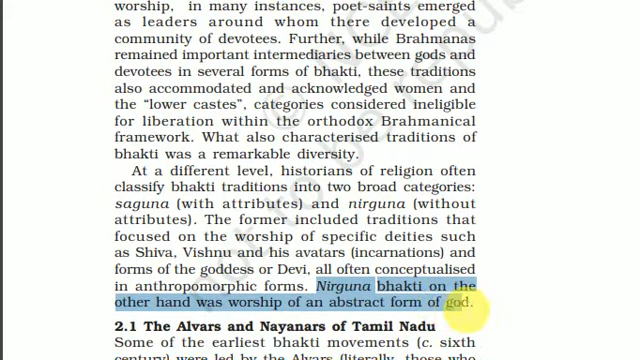 worship, in many instances, poet-saints emerged
as leaders around whom there developed a
community of devotees. Further, while Brahmanas
remained important intermediaries between gods and
devotees in several forms of bhakti, these traditions
also accommodated and acknowledged women and
the “lower castes”, categories considered ineligible
for liberation within the orthodox Brahmanical
framework. What also characterised traditions of
bhakti was a remarkable diversity.
At a different level, historians of religion often
classify bhakti traditions into two broad categories:
saguna (with attributes) and nirguna (without
attributes). The former included traditions that
focused on the worship of specific deities such
as Shiva, Vishnu and his avatars (incarnations) and
forms of the goddess or Devi, all often conceptualised
in anthropomorphic forms. Nirguna bhakti on the
other hand was worship of an abstract form of god.
2.1 The Alvars and Nayanars of Tamil Nadu
Some of the earliest bhakti movements (c. sixth
century) were led by the Alvars (literally, those who
not to be republ